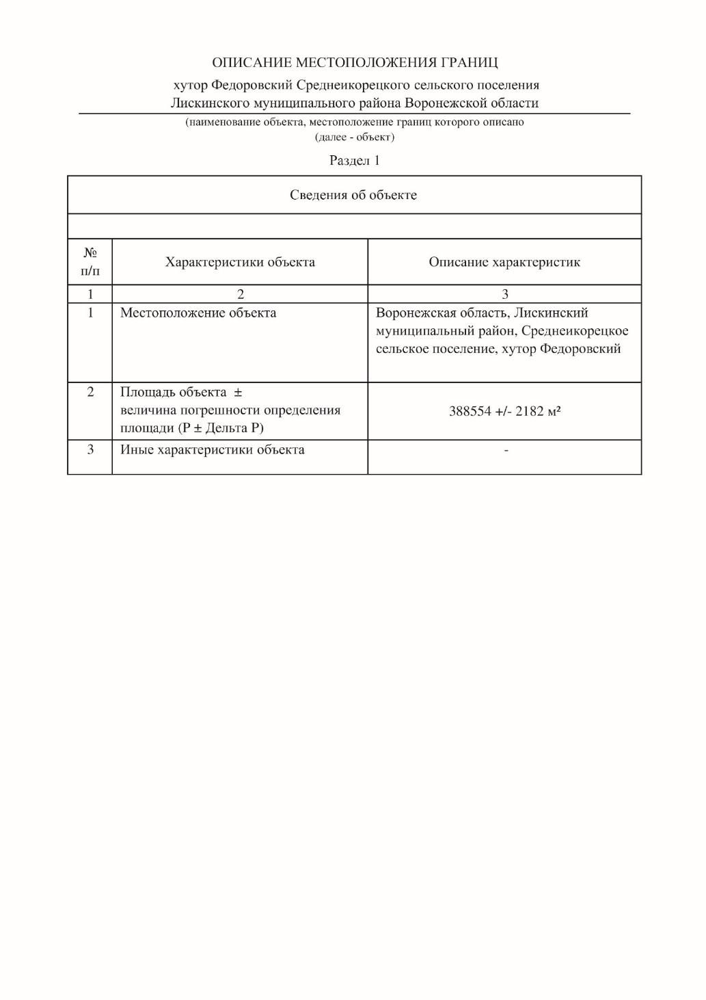 ОПИСАНИЕ МЕСТОПОЛОЖЕНИЯ ГРАНИЦ
хутор Федоровский Среднеикорецкого сельского поселения
Лискинского муниципального района Воронежской области
(наименование объекта, местоположение границ которого описано
(далее - объект)
Раздел 1
Сведения об объекте
№
п/п
Характеристики объекта
Описание характеристик
1
2
3
1
Местоположение объекта
Воронежская область, Лискинский
муниципальный район, Среднеикорецкое
сельское поселение, хутор Федоровский
2
Площадь объекта ±
величина погрешности определения
площади (Р ± Дельта Р)
388554 +/- 2182 м²
3
Иные характеристики объекта
-